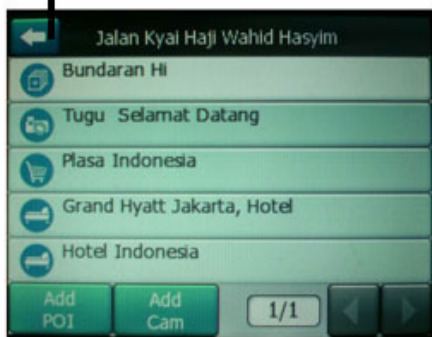 Jalan Kyai Haji Wahid Hasyim
Bundaran Hi
Tugu Selamat Datang
Plasa Indonesia
Grand Hyatt Jakarta, Hotel
Hotel Indonesia
Add POI
Add Cam
1/1